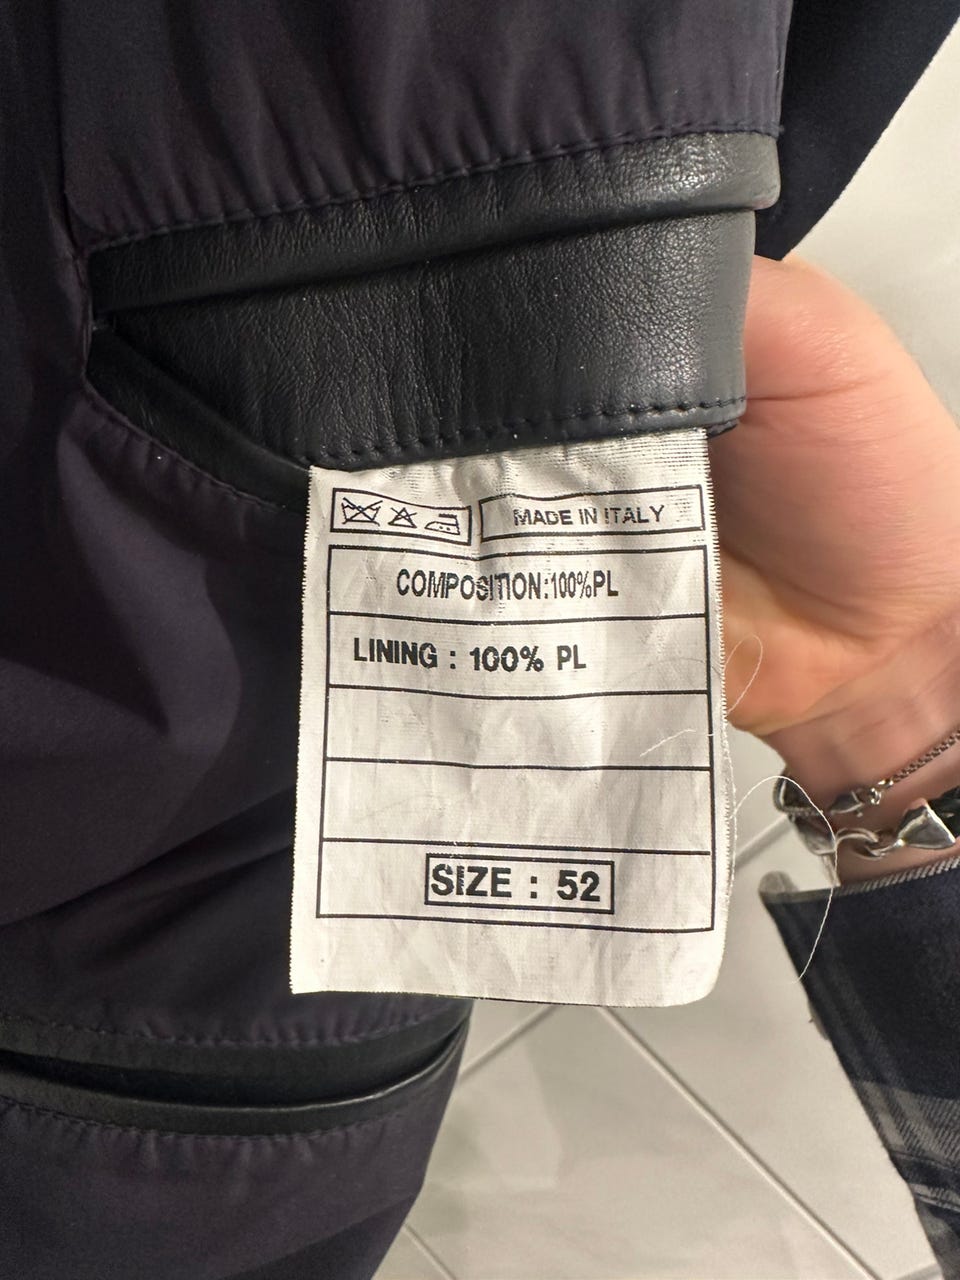 MADE IN ITALY
COMPOSITION:100%PL
LINING : 100% PL
SIZE : 52